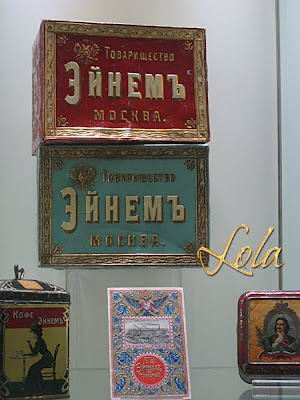 Товарищество
Эйнемъ
Москва.
Товарищество
Эйнемъ
Москва.
Lola
Кофе Эйнемъ